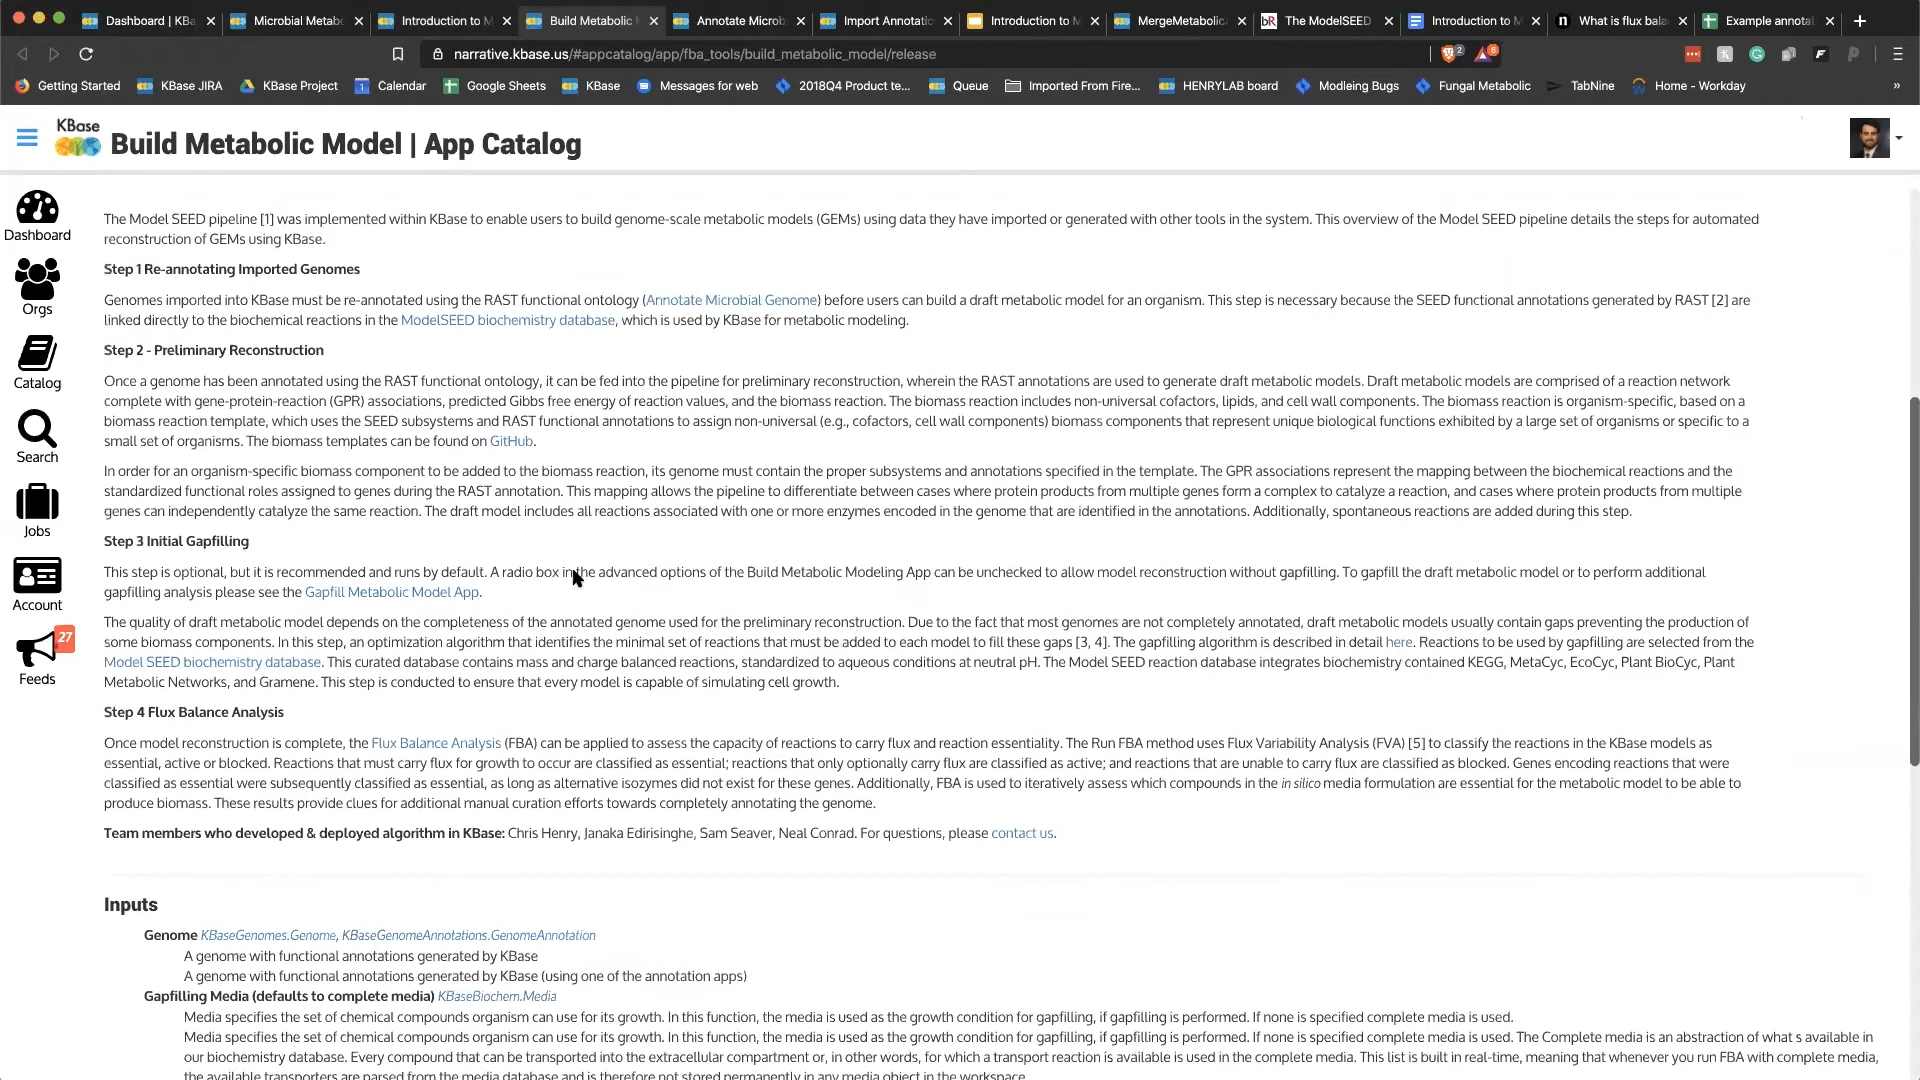 Dashboard | KBa
Microbial Metabo
Introduction to M
Build Metabolic
Annotate Microb
Import Annotatio
Introduction to M
MergeMetabolic
bR The ModelSEED
Introduction to M
n What is flux bala
Example annotat
narrative.kbase.us/#appcatalog/app/fba_tools/build_metabolic_model/release
2
6
Getting Started
KBase JIRA
KBase Project
Calendar
Google Sheets
KBase
Messages for web
2018Q4 Product te...
Queue
Imported From Fire...
HENRYLAB board
Modleing Bugs
Fungal Metabolic
TabNine
Home - Workday
»
KBase
Build Metabolic Model | App Catalog
Dashboard
Orgs
Catalog
Search
Jobs
Account
27
Feeds
The Model SEED pipeline [1] was implemented within KBase to enable users to build genome-scale metabolic models (GEMs) using data they have imported or generated with other tools in the system. This overview of the Model SEED pipeline details the steps for automated
reconstruction of GEMs using KBase.
Step 1 Re-annotating Imported Genomes
Genomes imported into KBase must be re-annotated using the RAST functional ontology (Annotate Microbial Genome) before users can build a draft metabolic model for an organism. This step is necessary because the SEED functional annotations generated by RAST [2] are
linked directly to the biochemical reactions in the ModelSEED biochemistry database, which is used by KBase for metabolic modeling.
Step 2 - Preliminary Reconstruction
Once a genome has been annotated using the RAST functional ontology, it can be fed into the pipeline for preliminary reconstruction, wherein the RAST annotations are used to generate draft metabolic models. Draft metabolic models are comprised of a reaction network
complete with gene-protein-reaction (GPR) associations, predicted Gibbs free energy of reaction values, and the biomass reaction. The biomass reaction includes non-universal cofactors, lipids, and cell wall components. The biomass reaction is organism-specific, based on a
biomass reaction template, which uses the SEED subsystems and RAST functional annotations to assign non-universal (e.g., cofactors, cell wall components) biomass components that represent unique biological functions exhibited by a large set of organisms or specific to a
small set of organisms. The biomass templates can be found on GitHub.
In order for an organism-specific biomass component to be added to the biomass reaction, its genome must contain the proper subsystems and annotations specified in the template. The GPR associations represent the mapping between the biochemical reactions and the
standardized functional roles assigned to genes during the RAST annotation. This mapping allows the pipeline to differentiate between cases where protein products from multiple genes form a complex to catalyze a reaction, and cases where protein products from multiple
genes can independently catalyze the same reaction. The draft model includes all reactions associated with one or more enzymes encoded in the genome that are identified in the annotations. Additionally, spontaneous reactions are added during this step.
Step 3 Initial Gapfilling
This step is optional, but it is recommended and runs by default. A radio box in the advanced options of the Build Metabolic Modeling App can be unchecked to allow model reconstruction without gapfilling. To gapfill the draft metabolic model or to perform additional
gapfilling analysis please see the Gapfill Metabolic Model App.
The quality of draft metabolic model depends on the completeness of the annotated genome used for the preliminary reconstruction. Due to the fact that most genomes are not completely annotated, draft metabolic models usually contain gaps preventing the production of
some biomass components. In this step, an optimization algorithm that identifies the minimal set of reactions that must be added to each model to fill these gaps [3, 4]. The gapfilling algorithm is described in detail here. Reactions to be used by gapfilling are selected from the
Model SEED biochemistry database. This curated database contains mass and charge balanced reactions, standardized to aqueous conditions at neutral pH. The Model SEED reaction database integrates biochemistry contained KEGG, MetaCyc, EcoCyc, Plant BioCyc, Plant
Metabolic Networks, and Gramene. This step is conducted to ensure that every model is capable of simulating cell growth.
Step 4 Flux Balance Analysis
Once model reconstruction is complete, the Flux Balance Analysis (FBA) can be applied to assess the capacity of reactions to carry flux and reaction essentiality. The Run FBA method uses Flux Variability Analysis (FVA) [5] to classify the reactions in the KBase models as
essential, active or blocked. Reactions that must carry flux for growth to occur are classified as essential; reactions that only optionally carry flux are classified as active; and reactions that are unable to carry flux are classified as blocked. Genes encoding reactions that were
classified as essential were subsequently classified as essential, as long as alternative isozymes did not exist for these genes. Additionally, FBA is used to iteratively assess which compounds in the in silico media formulation are essential for the metabolic model to be able to
produce biomass. These results provide clues for additional manual curation efforts towards completely annotating the genome.
Team members who developed & deployed algorithm in KBase: Chris Henry, Janaka Edirisinghe, Sam Seaver, Neal Conrad. For questions, please contact us.
Inputs
Genome KBaseGenomes.Genome, KBaseGenomeAnnotations.GenomeAnnotation
A genome with functional annotations generated by KBase
A genome with functional annotations generated by KBase (using one of the annotation apps)
Gapfilling Media (defaults to complete media) KBaseBiochem.Media
Media specifies the set of chemical compounds organism can use for its growth. In this function, the media is used as the growth condition for gapfilling, if gapfilling is performed. If none is specified complete media is used.
Media specifies the set of chemical compounds organism can use for its growth. In this function, the media is used as the growth condition for gapfilling, if gapfilling is performed. If none is specified complete media is used. The Complete media is an abstraction of what s available in
our biochemistry database. Every compound that can be transported into the extracellular compartment or, in other words, for which a transport reaction is available is used in the complete media. This list is built in real-time, meaning that whenever you run FBA with complete media,
the available transporters are parsed from the media database and is therefore not stored permanently in any media object in the workspace.